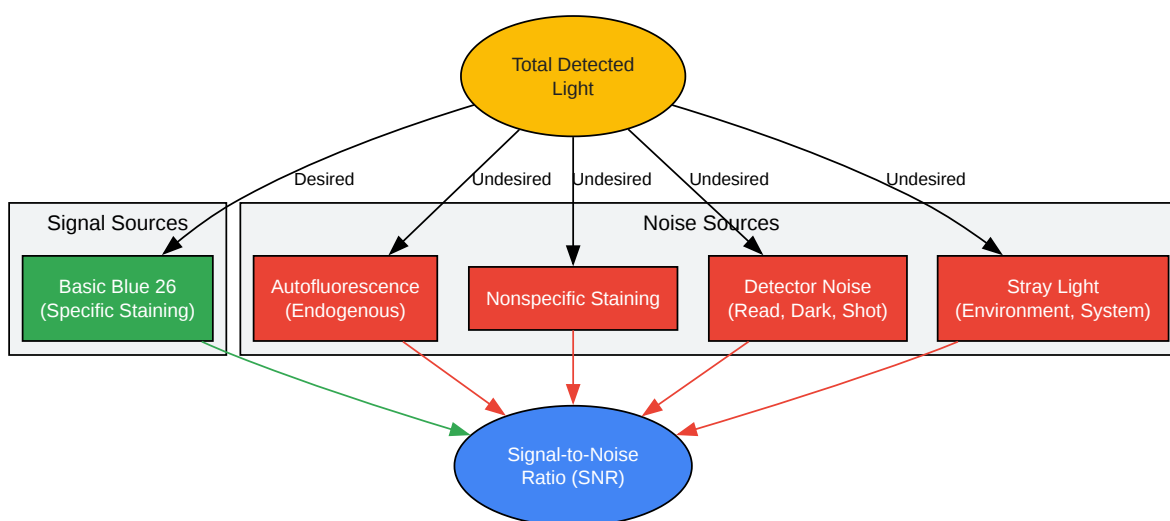 Total Detected
Light
Desired
Undesired
Undesired
Undesired
Undesired
Signal Sources
Noise Sources
Basic Blue 26
(Specific Staining)
Autofluorescence
(Endogenous)
Nonspecific Staining
Detector Noise
(Read, Dark, Shot)
Stray Light
(Environment, System)
Signal-to-Noise
Ratio (SNR)